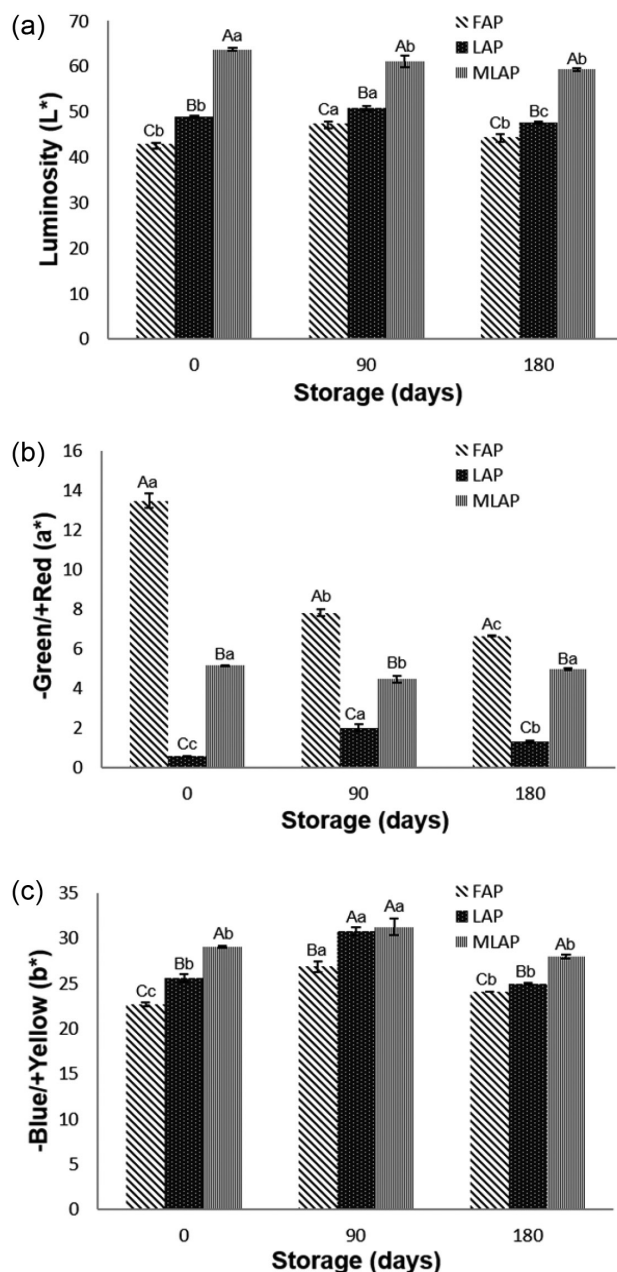 (a)
70
60
50
40
30
20
10
0
Luminosity (L*)
FAP
LAP
MLAP
Cb
Bb
Aa
Ca
Ba
Ab
Cb
Bc
Ab
0
90
180
Storage (days)
(b)
16
14
12
10
8
6
4
2
0
-Green/+Red (a*)
FAP
LAP
MLAP
Aa
Cc
Ba
Ab
Ca
Bb
Ac
Cb
Ba
0
90
180
Storage (days)
(c)
35
30
25
20
15
10
5
0
-Blue/+Yellow (b*)
FAP
LAP
MLAP
Cc
Bb
Ab
Ba
Aa
Aa
Cb
Bb
Ab
0
90
180
Storage (days)